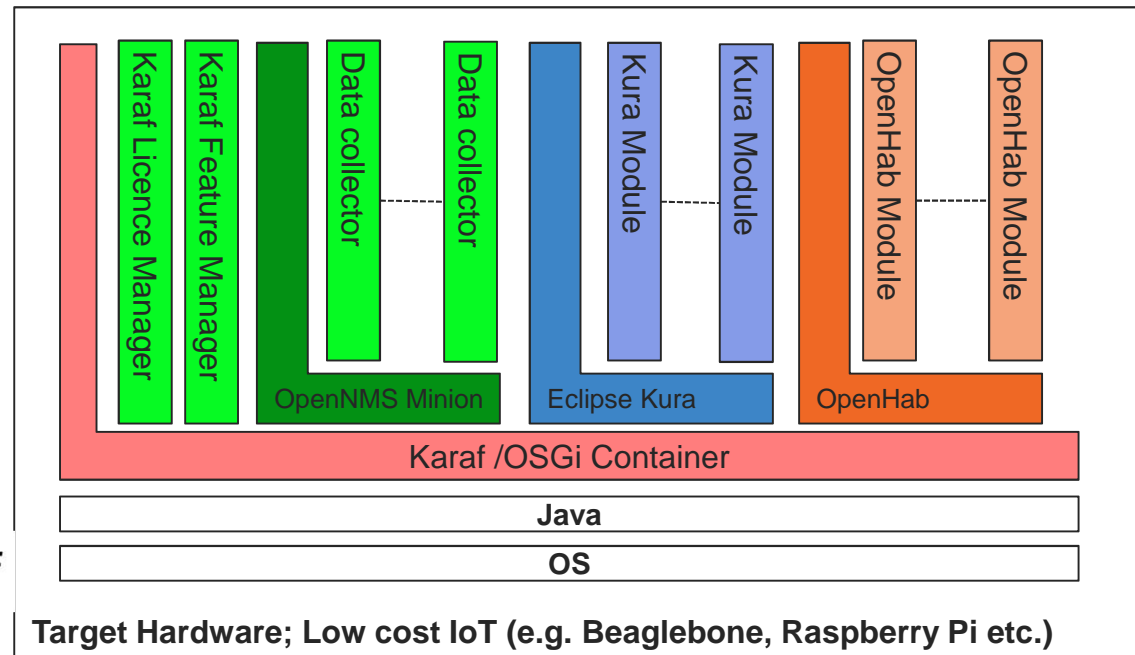 Karaf Licence Manager
Karaf Feature Manager
Data collector
Data collector
Kura Module
Kura Module
OpenHab Module
OpenHab Module
OpenNMS Minion
Eclipse Kura
OpenHab
Karaf /OSGi Container
Java
OS
Target Hardware; Low cost IoT (e.g. Beaglebone, Raspberry Pi etc.)